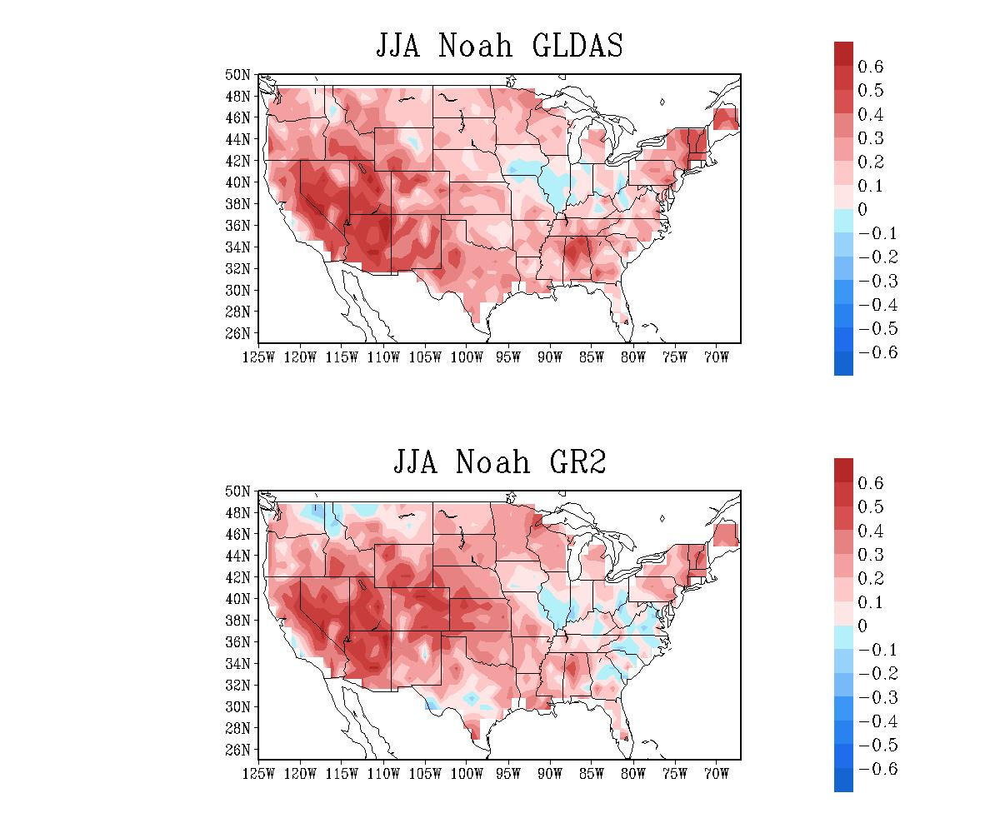 JJA Noah GLDAS
50N
48N
46N
44N
42N
40N
38N
36N
34N
32N
30N
28N
26N
125W 120W 115W 110W 105W 100W 95W 90W 85W 80W 75W 70W
0.6
0.5
0.4
0.3
0.2
0.1
0
−0.1
−0.2
−0.3
−0.4
−0.5
−0.6
JJA Noah GR2
50N
48N
46N
44N
42N
40N
38N
36N
34N
32N
30N
28N
26N
125W 120W 115W 110W 105W 100W 95W 90W 85W 80W 75W 70W
0.6
0.5
0.4
0.3
0.2
0.1
0
−0.1
−0.2
−0.3
−0.4
−0.5
−0.6